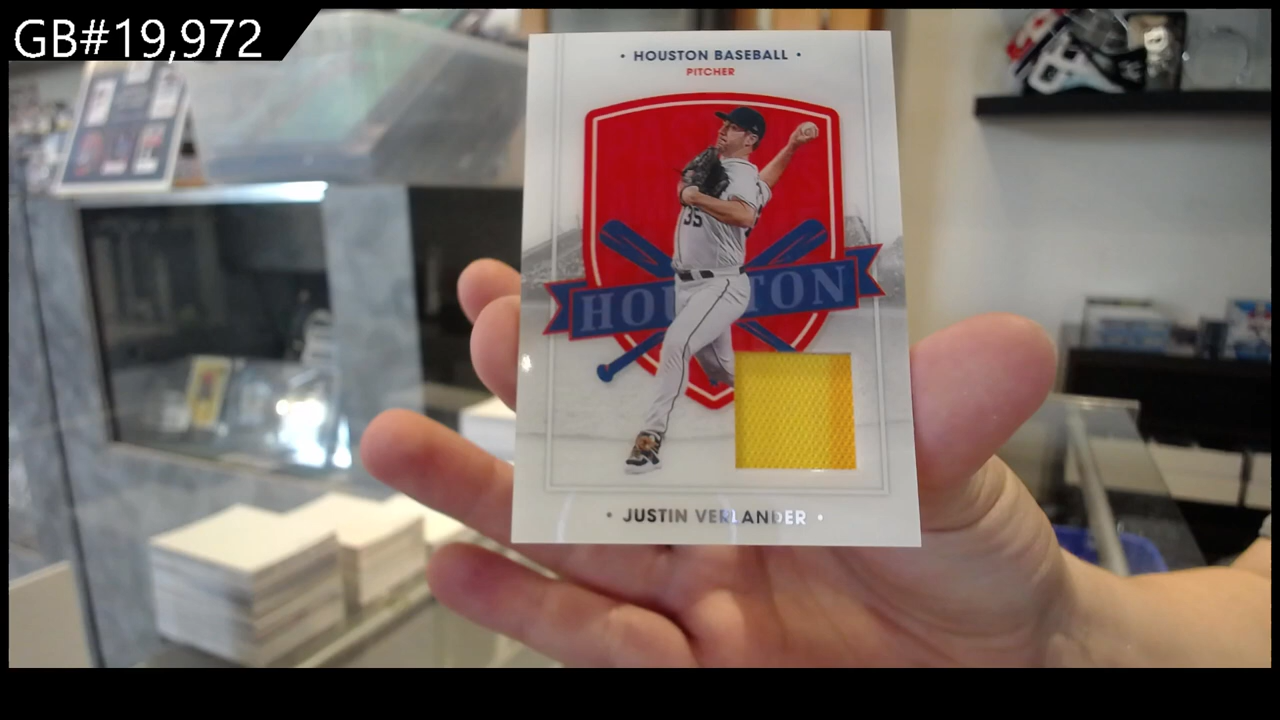 GB#19,972
• HOUSTON BASEBALL •
PITCHER
35
HOUSTON
• JUSTIN VERLANDER •